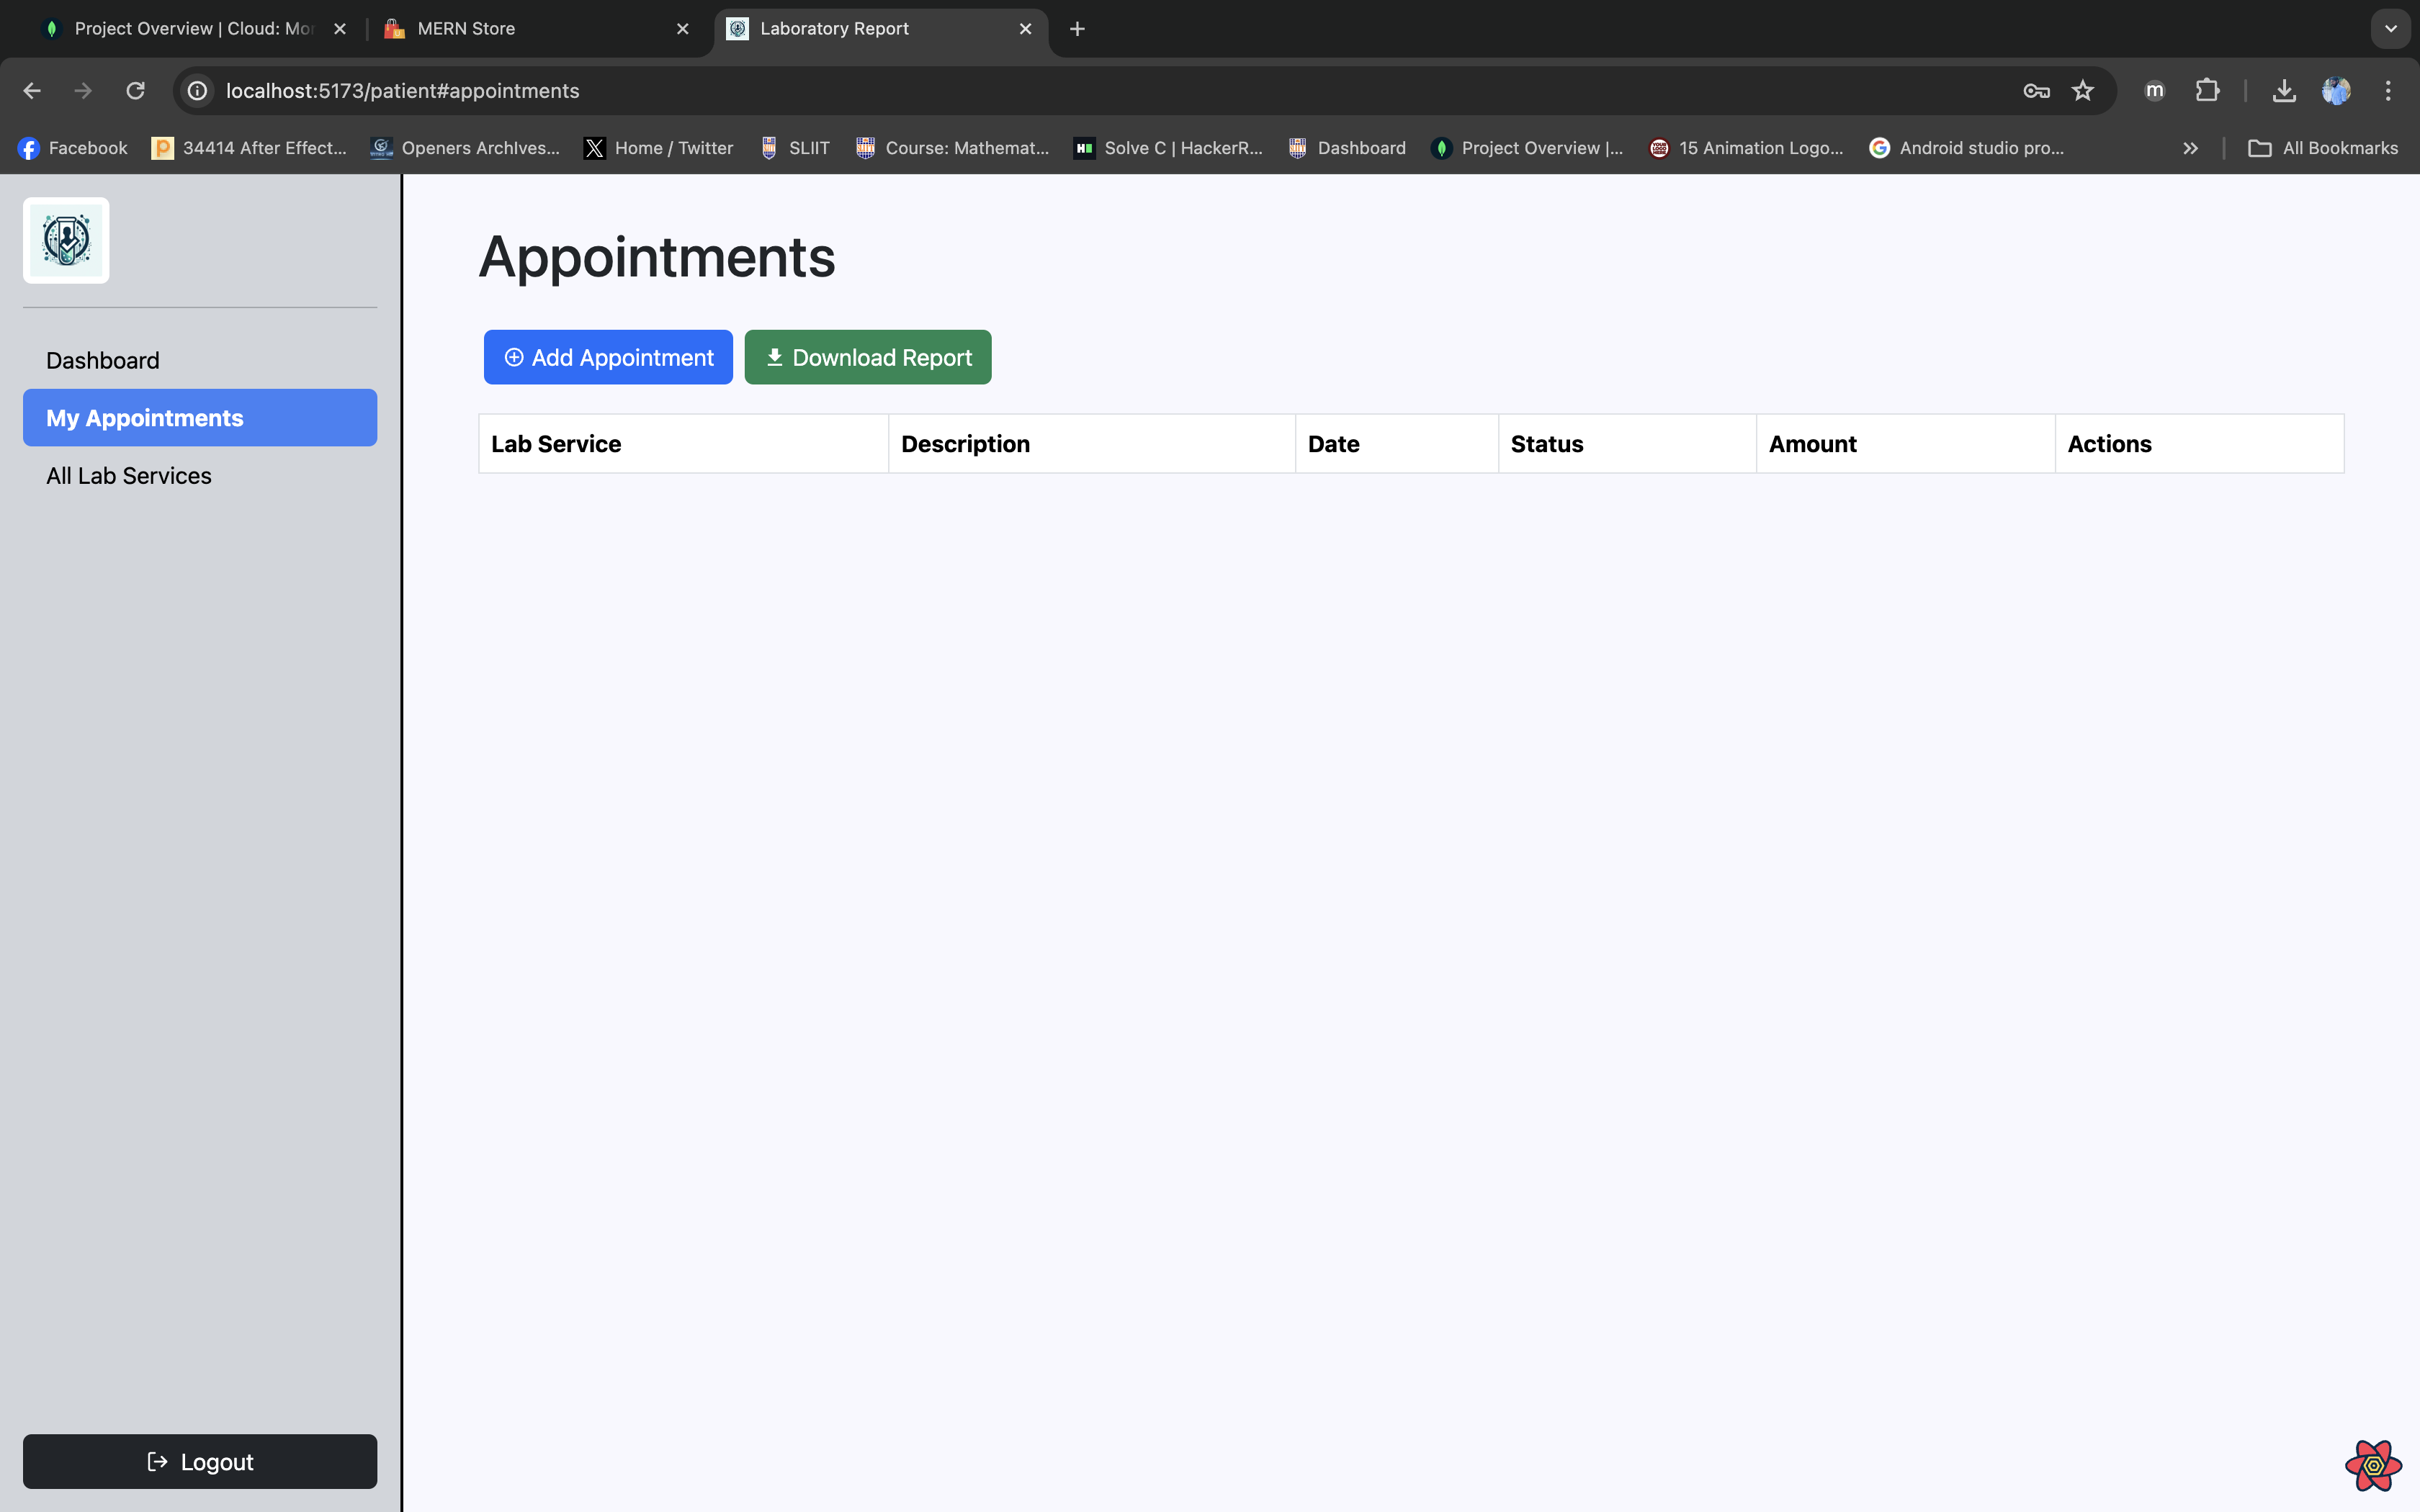 Project Overview | Cloud: Mon
MERN Store
Laboratory Report
localhost:5173/patient#appointments
m
Facebook
34414 After Effect...
Openers ArchIves...
Home / Twitter
SLIIT
Course: Mathemat...
Solve C | HackerR...
Dashboard
Project Overview |...
15 Animation Logo...
Android studio pro...
All Bookmarks
Dashboard
My Appointments
All Lab Services
Logout
Appointments
Add Appointment
Download Report
Lab Service
Description
Date
Status
Amount
Actions